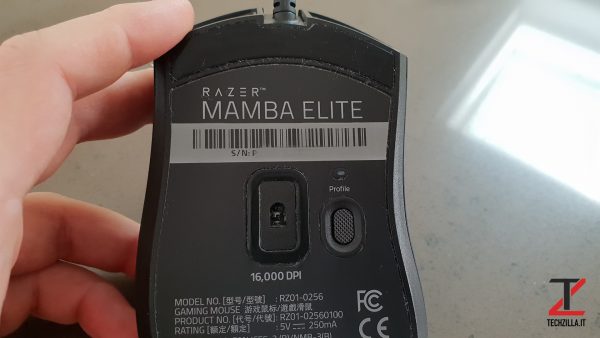 RAZER™
MAMBA ELITE
S/N: P
Profile
16,000 DPI
MODEL NO. [型号/型號] : RZ01-0256
GAMING MOUSE 游戏鼠标/遊戲滑鼠
PRODUCT NO. [代号/代號]: RZ01-02560100
RATING [额定/額定] : 5V⎓ 250mA
FC
CE
TECHZILLA.IT